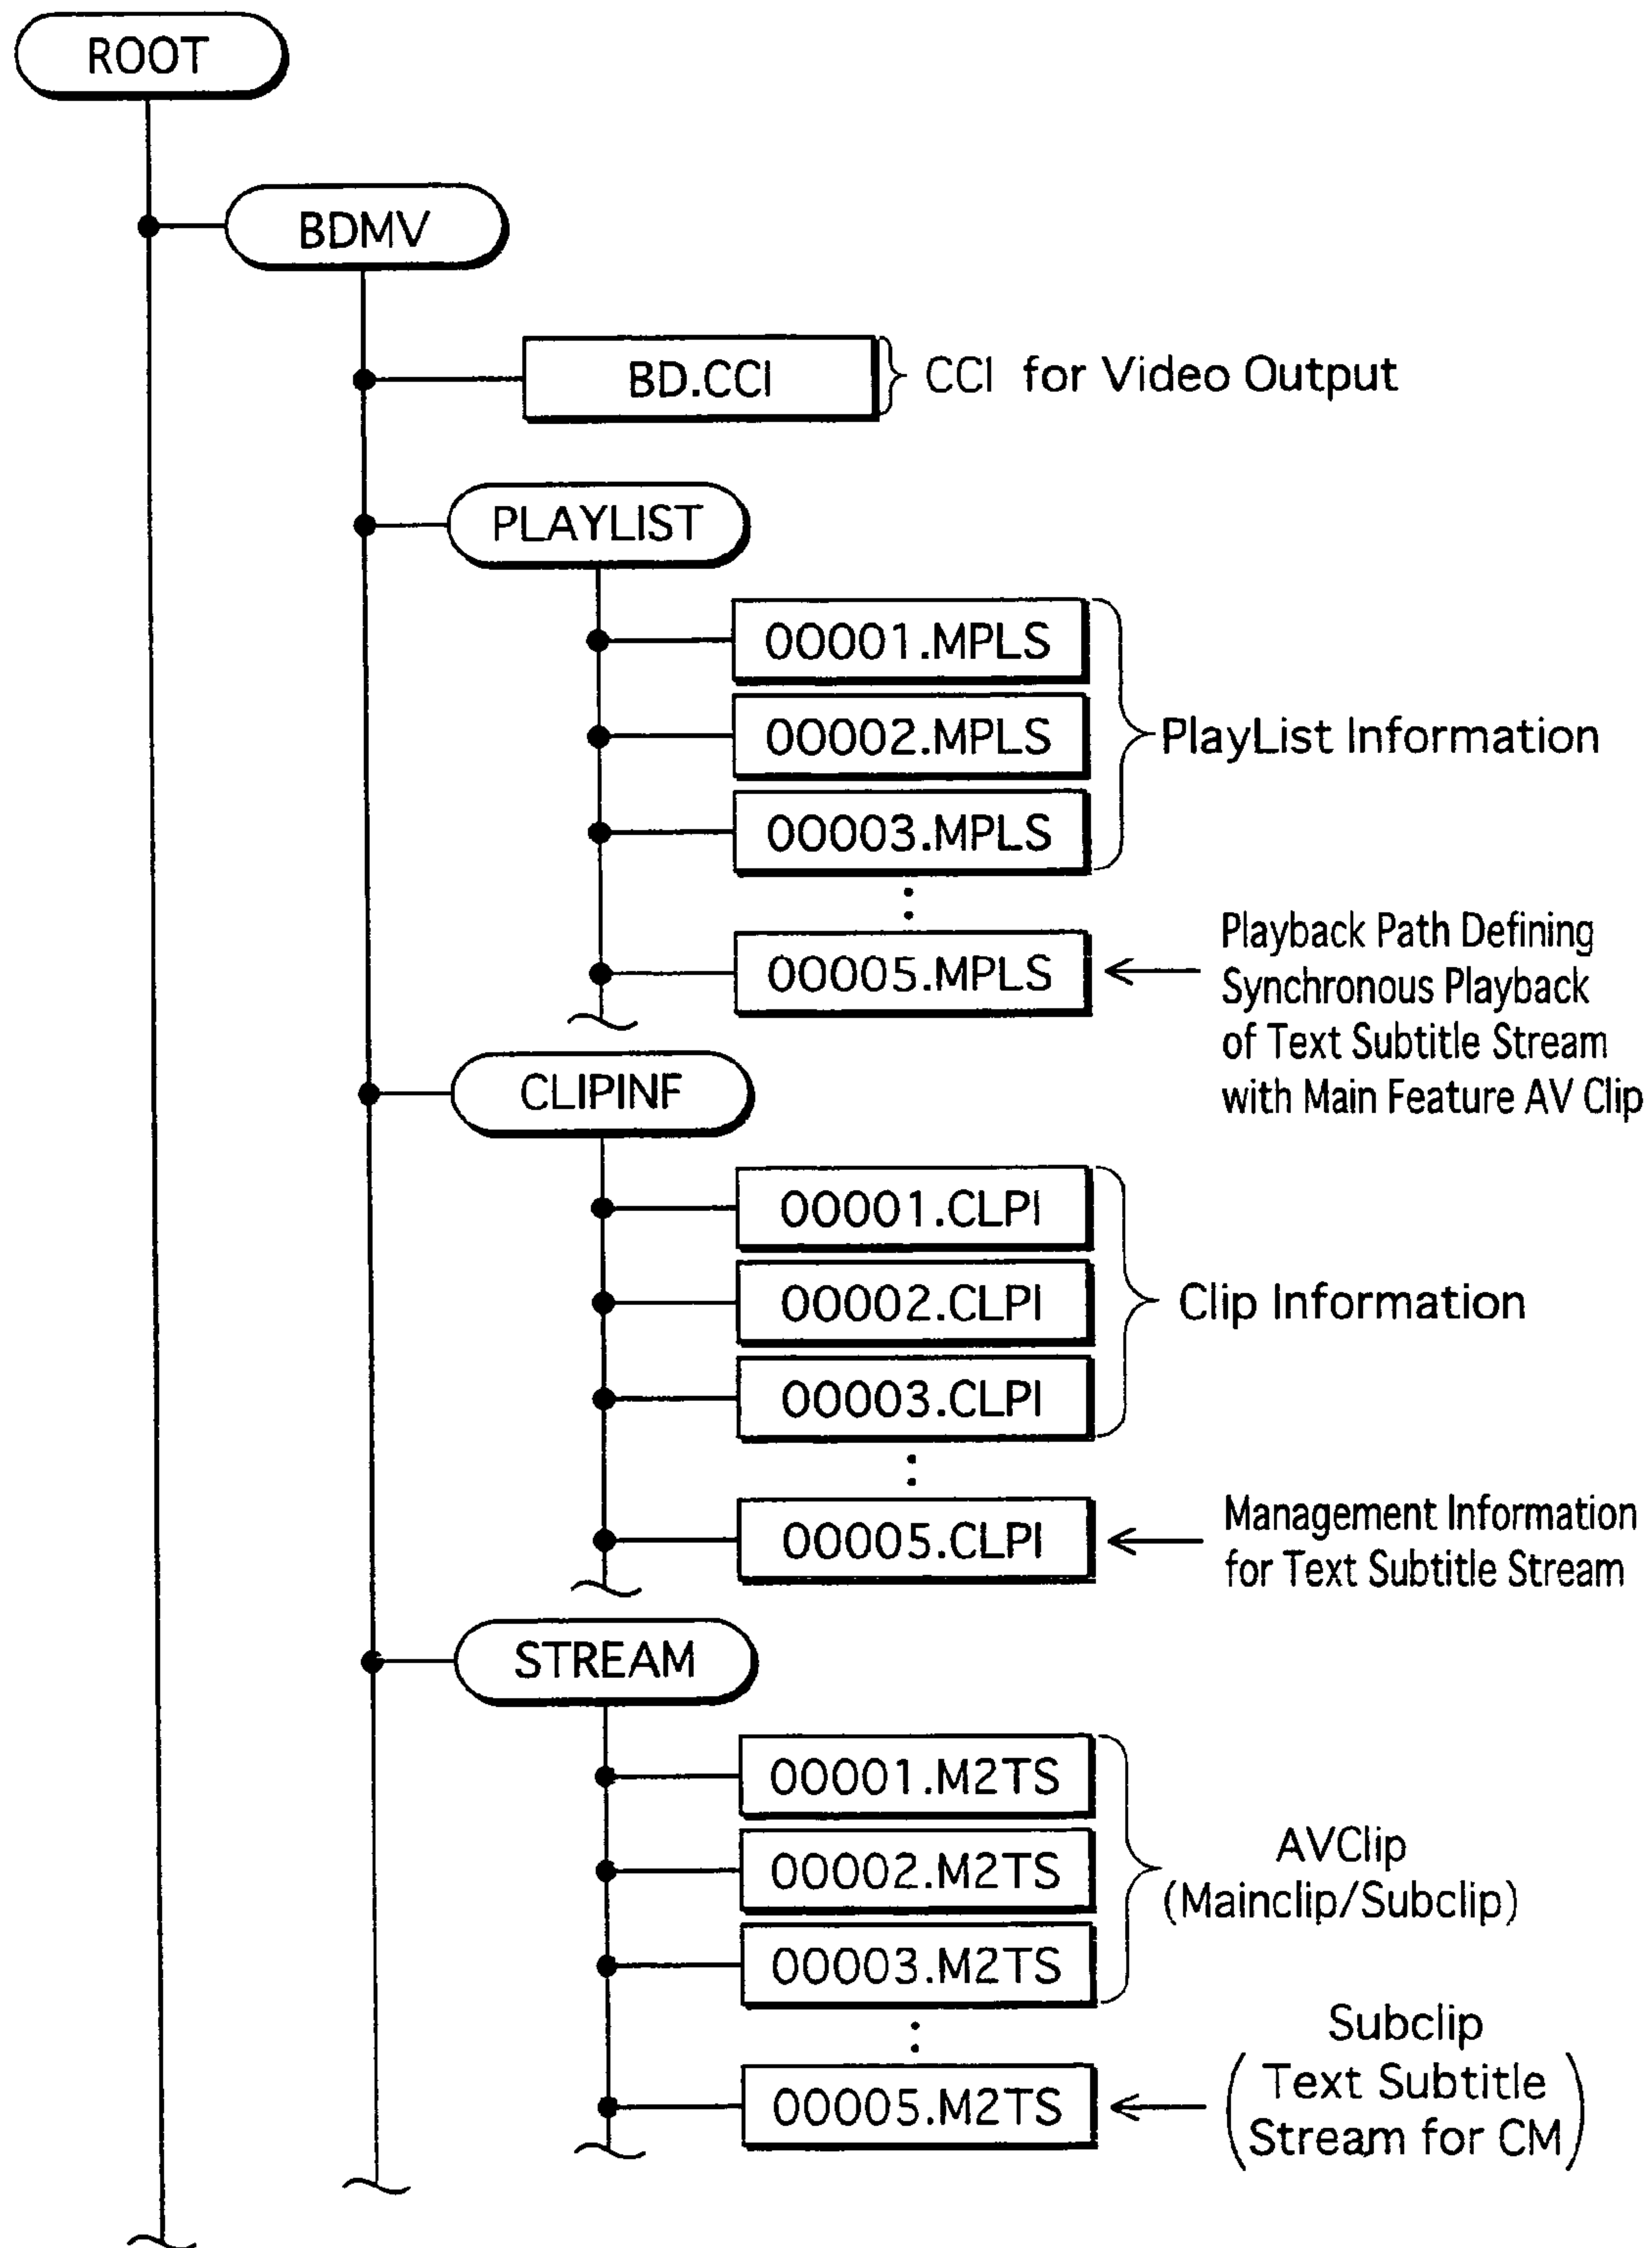 ROOT
BDMV
BD.CCI
CCI for Video Output
PLAYLIST
00001.MPLS
00002.MPLS
PlayList Information
00003.MPLS
00005.MPLS
Playback Path Defining
Synchronous Playback
of Text Subtitle Stream
with Main Feature AV Clip
CLIPINF
00001.CLPI
00002.CLPI
Clip Information
00003.CLPI
00005.CLPI
Management Information
for Text Subtitle Stream
STREAM
00001.M2TS
00002.M2TS
AVClip
(Mainclip/Subclip)
00003.M2TS
00005.M2TS
Subclip
(Text Subtitle
Stream for CM)